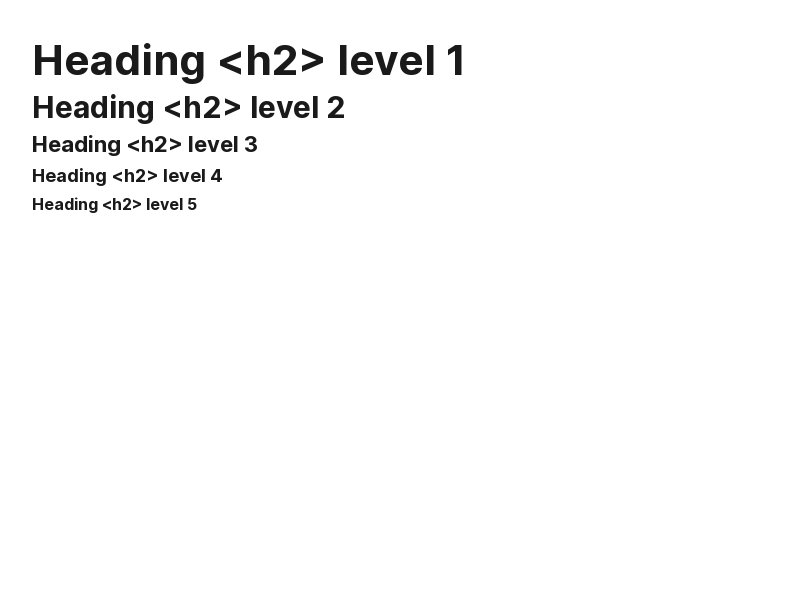 Heading <h2> level 1
Heading <h2> level 2
Heading <h2> level 3
Heading <h2> level 4
Heading <h2> level 5